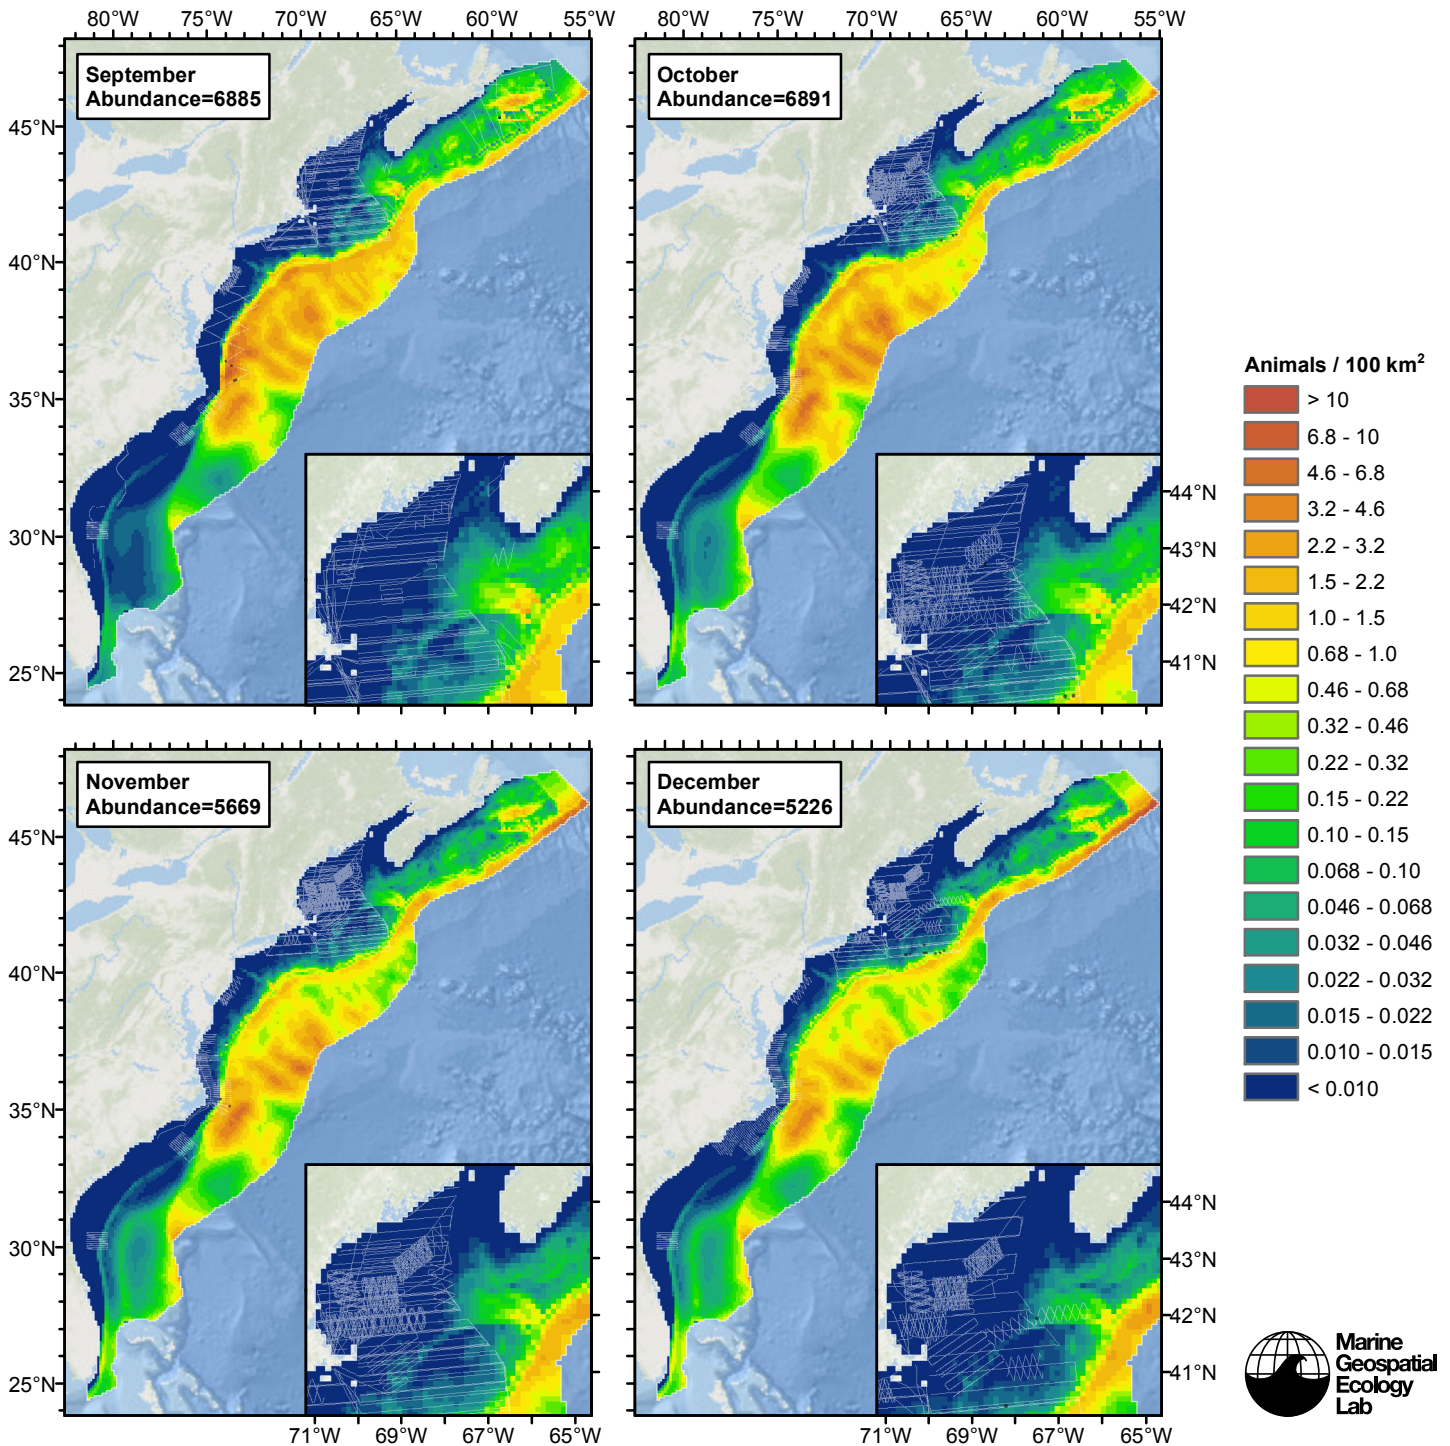 80°W 75°W 70°W 65°W 60°W 55°W 80°W 75°W 70°W 65°W 60°W 55°W
September
Abundance=6885
October
Abundance=6891
45°N
40°N
35°N
30°N
25°N
44°N
43°N
42°N
41°N
November
Abundance=5669
December
Abundance=5226
45°N
40°N
35°N
30°N
25°N
44°N
43°N
42°N
41°N
71°W 69°W 67°W 65°W 71°W 69°W 67°W 65°W
Animals / 100 km²
> 10
6.8 - 10
4.6 - 6.8
3.2 - 4.6
2.2 - 3.2
1.5 - 2.2
1.0 - 1.5
0.68 - 1.0
0.46 - 0.68
0.32 - 0.46
0.22 - 0.32
0.15 - 0.22
0.10 - 0.15
0.068 - 0.10
0.046 - 0.068
0.032 - 0.046
0.022 - 0.032
0.015 - 0.022
0.010 - 0.015
< 0.010
Marine
Geospatial
Ecology
Lab